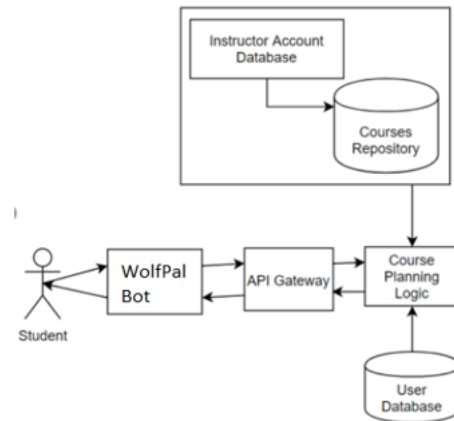 Instructor Account
Database
Courses
Repository
WolfPal
Bot
API Gateway
Course
Planning
Logic
Student
User
Database